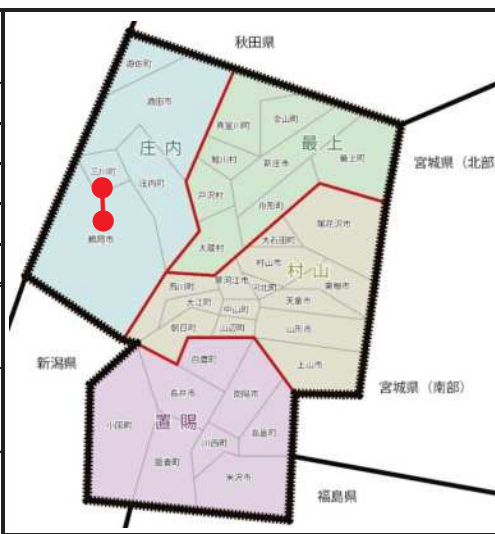 秋田県
遊佐町
酒田市
庄内
真室川町
金山町
最上
三川町
庄内町
鮭川村
新庄市
最上町
宮城県（北部）
戸沢村
舟形町
鶴岡市
大蔵村
大石田町
尾花沢市
村山市
村山
西川町
寒河江市
河北町
東根市
大江町
中山町
天童市
朝日町
山辺町
山形市
新潟県
白鷹町
上山市
宮城県（南部）
長井市
南陽市
小国町
置賜
高畠町
川西町
飯豊町
米沢市
福島県